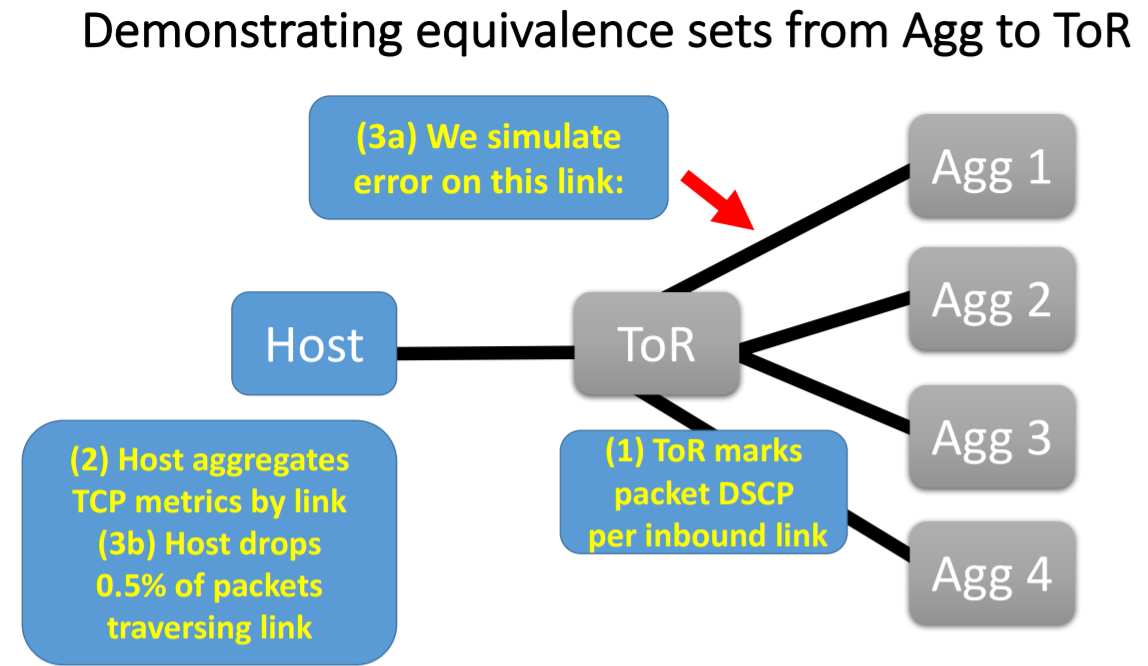 Demonstrating equivalence sets from Agg to ToR
(3a) We simulate
error on this link:
Agg 1
Agg 2
Host
ToR
Agg 3
(2) Host aggregates
TCP metrics by link
(3b) Host drops
0.5% of packets
traversing link
(1) ToR marks
packet DSCP
per inbound link
Agg 4